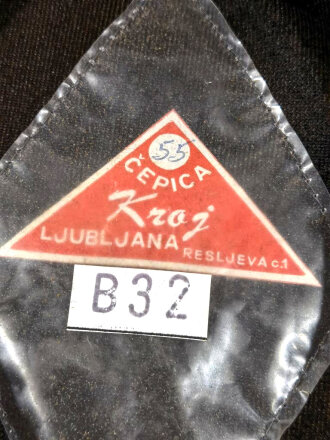 55
ČEPICA
Kroj
LJUBLJANA
RESLJEVA c.1
B32